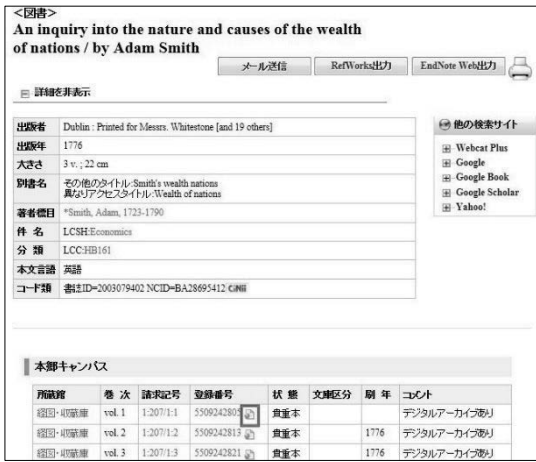 <図書>
An inquiry into the nature and causes of the wealth
of nations / by Adam Smith
メール送信 RefWorks出力 EndNote Web出力
詳細を非表示
出版者 Dublin : Printed for Messrs. Whitestone [and 19 others]
出版年 1776
大きさ 3 v. ; 22 cm
別書名 その他のタイトル:Smith's wealth nations
異なりアクセスタイトル:Wealth of nations
著者標目 *Smith, Adam, 1723-1790
件 名 LCSH:Economics
分 類 LCC:HB161
本文言語 英語
コード類 書誌ID=2003079402 NCID=BA28695412 CiNii
他の検索サイト
Webcat Plus
Google
Google Book
Google Scholar
Yahoo!
本部キャンパス
所蔵館 巻 次 請求記号 登録番号 状 態 文庫区分 刷 年 コメント
経図・収蔵庫 vol. 1 1:207/1:1 5509242805 貴重本 デジタルアーカイブあり
経図・収蔵庫 vol. 2 1:207/1:2 5509242813 貴重本 1776 デジタルアーカイブあり
経図・収蔵庫 vol. 3 1:207/1:3 5509242821 貴重本 1776 デジタルアーカイブあり